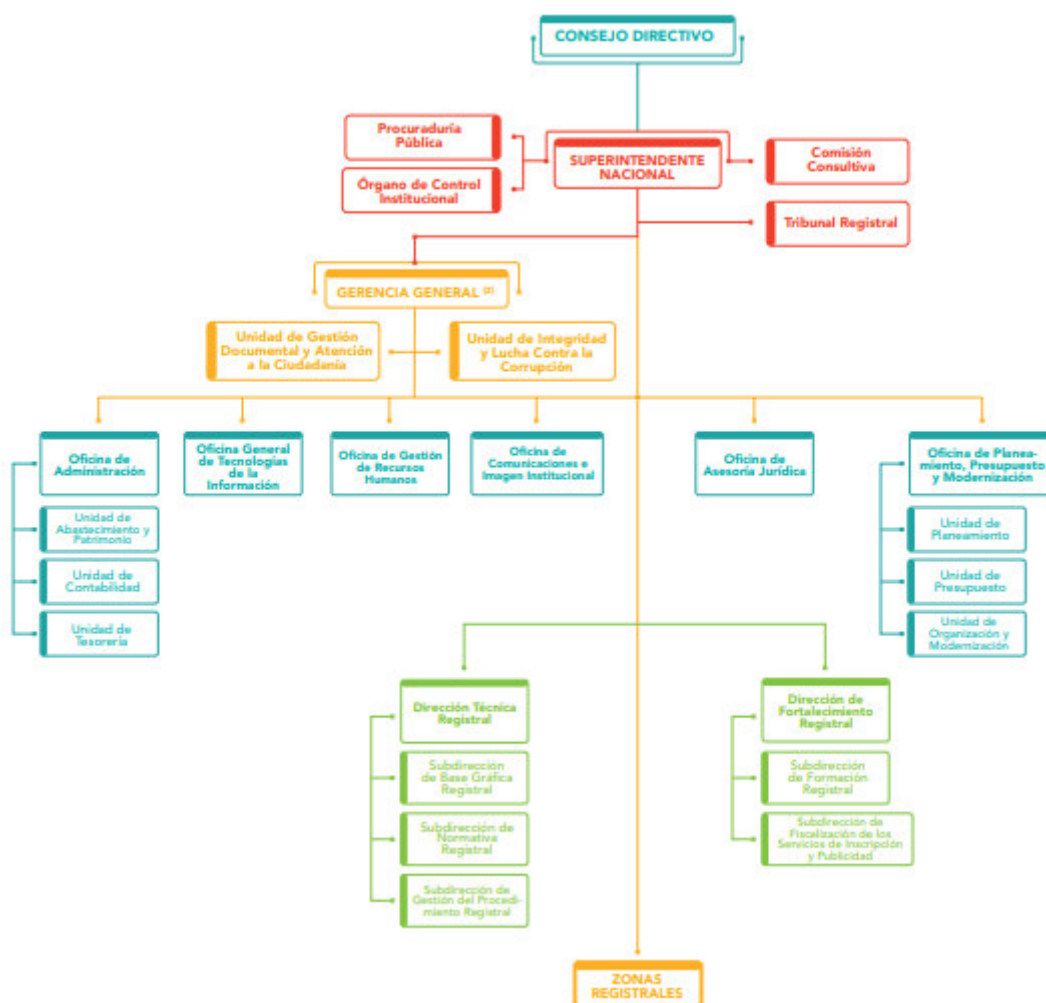 CONSEJO DIRECTIVO
Procuraduría
Pública
SUPERINTENDENTE
NACIONAL
Comisión
Consultiva
Órgano de Control
Institucional
Tribunal Registral
GERENCIA GENERAL (2)
Unidad de Gestión
Documental y Atención
a la Ciudadanía
Unidad de Integridad
y Lucha Contra la
Corrupción
Oficina de
Administración
Oficina General
de Tecnologías
de la
Información
Oficina de Gestión
de Recursos
Humanos
Oficina de
Comunicaciones e
Imagen Institucional
Oficina de
Asesoría Jurídica
Oficina de Planea-
miento, Presupuesto
y Modernización
Unidad de
Abastecimiento y
Patrimonio
Unidad de
Contabilidad
Unidad de
Tesorería
Unidad de
Planeamiento
Unidad de
Presupuesto
Unidad de
Organización y
Modernización
Dirección Técnica
Registral
Subdirección
de Base Gráfica
Registral
Subdirección de
Normativa
Registral
Subdirección de
Gestión del Procedi-
miento Registral
Dirección de
Fortalecimiento
Registral
Subdirección
de Formación
Registral
Subdirección de
Fiscalización de los
Servicios de Inscripción
y Publicidad
ZONAS
REGISTRALES